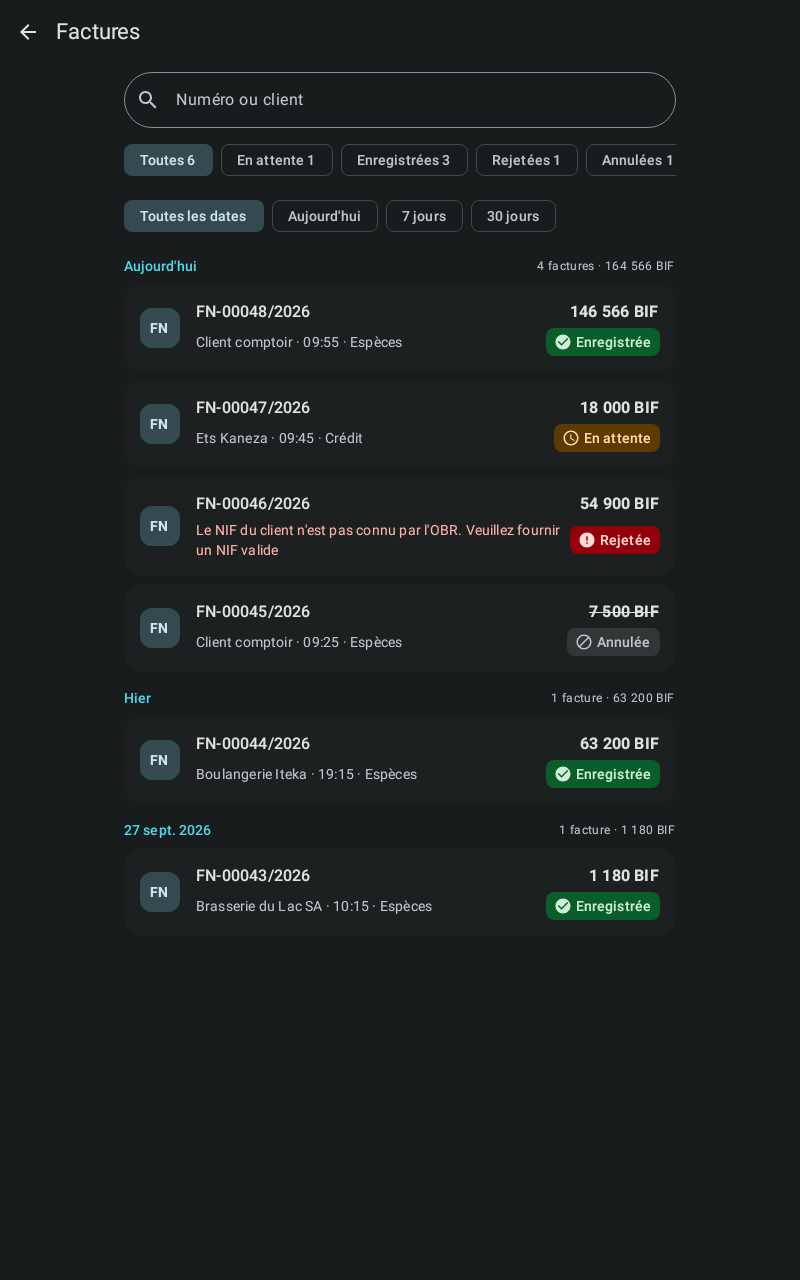 Factures
Numéro ou client
Toutes 6
En attente 1
Enregistrées 3
Rejetées 1
Annulées 1
Toutes les dates
Aujourd'hui
7 jours
30 jours
Aujourd'hui
4 factures · 164 566 BIF
FN
FN-00048/2026
146 566 BIF
Client comptoir · 09:55 · Espèces
Enregistrée
FN
FN-00047/2026
18 000 BIF
Ets Kaneza · 09:45 · Crédit
En attente
FN
FN-00046/2026
54 900 BIF
Le NIF du client n'est pas connu par l'OBR. Veuillez fournir
un NIF valide
Rejetée
FN
FN-00045/2026
7 500 BIF
Client comptoir · 09:25 · Espèces
Annulée
Hier
1 facture · 63 200 BIF
FN
FN-00044/2026
63 200 BIF
Boulangerie Iteka · 19:15 · Espèces
Enregistrée
27 sept. 2026
1 facture · 1 180 BIF
FN
FN-00043/2026
1 180 BIF
Brasserie du Lac SA · 10:15 · Espèces
Enregistrée